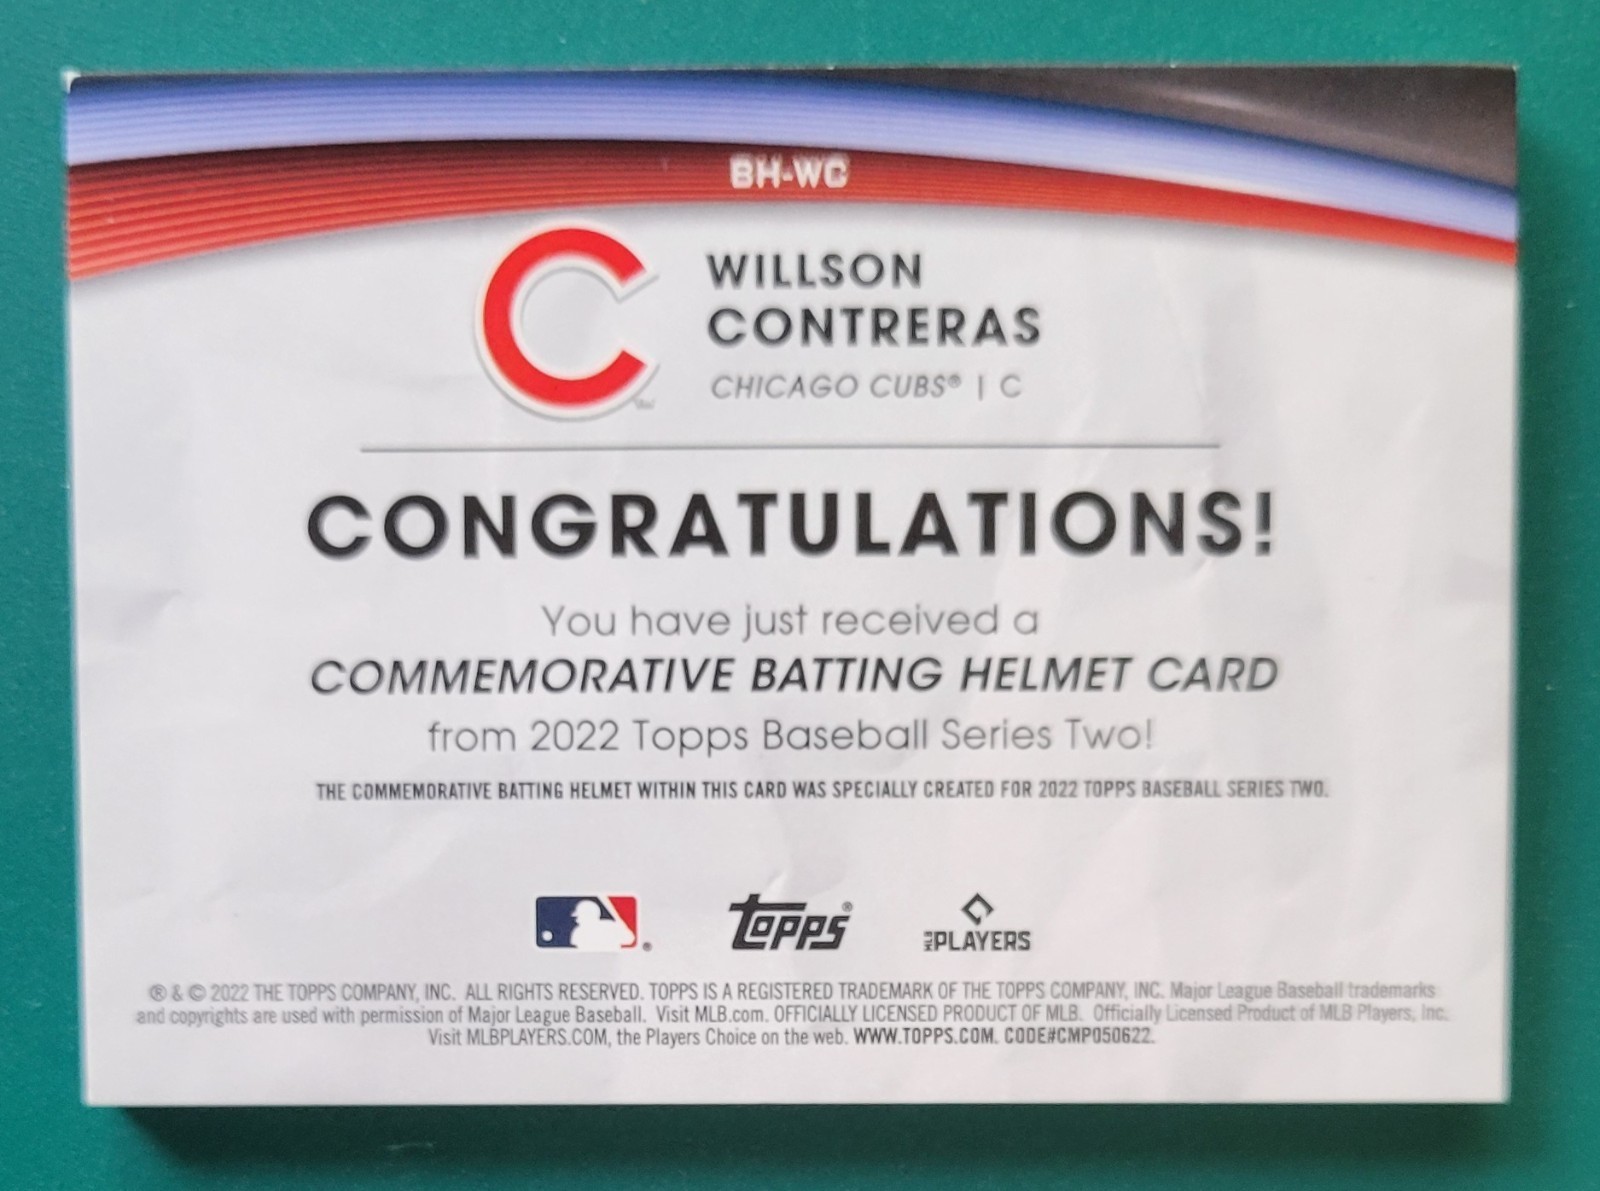 BH-WC
WILLSON
CONTRERAS
CHICAGO CUBS® | C
CONGRATULATIONS!
You have just received a
COMMEMORATIVE BATTING HELMET CARD
from 2022 Topps Baseball Series Two!
THE COMMEMORATIVE BATTING HELMET WITHIN THIS CARD WAS SPECIALLY CREATED FOR 2022 TOPPS BASEBALL SERIES TWO.
Topps® MLB PLAYERS
® & © 2022 THE TOPPS COMPANY, INC. ALL RIGHTS RESERVED. TOPPS IS A REGISTERED TRADEMARK OF THE TOPPS COMPANY, INC. Major League Baseball trademarks
and copyrights are used with permission of Major League Baseball. Visit MLB.com. OFFICIALLY LICENSED PRODUCT OF MLB. Officially Licensed Product of MLB Players, Inc.
Visit MLBPLAYERS.COM, the Players Choice on the web. WWW.TOPPS.COM. CODE#CMP050622.